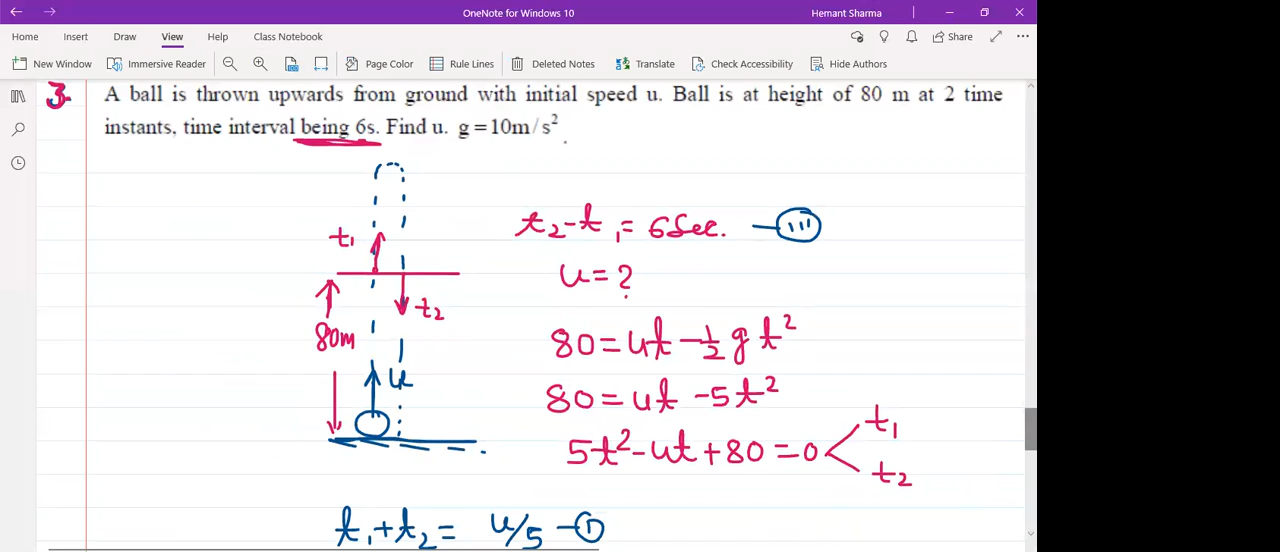 OneNote for Windows 10
Hemant Sharma
Home Insert Draw View Help Class Notebook
Share
New Window Immersive Reader Page Color Rule Lines Deleted Notes Translate Check Accessibility Hide Authors
3.
A ball is thrown upwards from ground with initial speed u. Ball is at height of 80 m at 2 time
instants, time interval being 6s. Find u. g=10m/s²
t₁
t₂-t₁=6Sec. —(iii)
u=?
t₂
80m
80=ut-½gt²
u
80=ut-5t²
5t²-ut+80=0 < t₁
t₂
t₁+t₂= u/5 —(1)